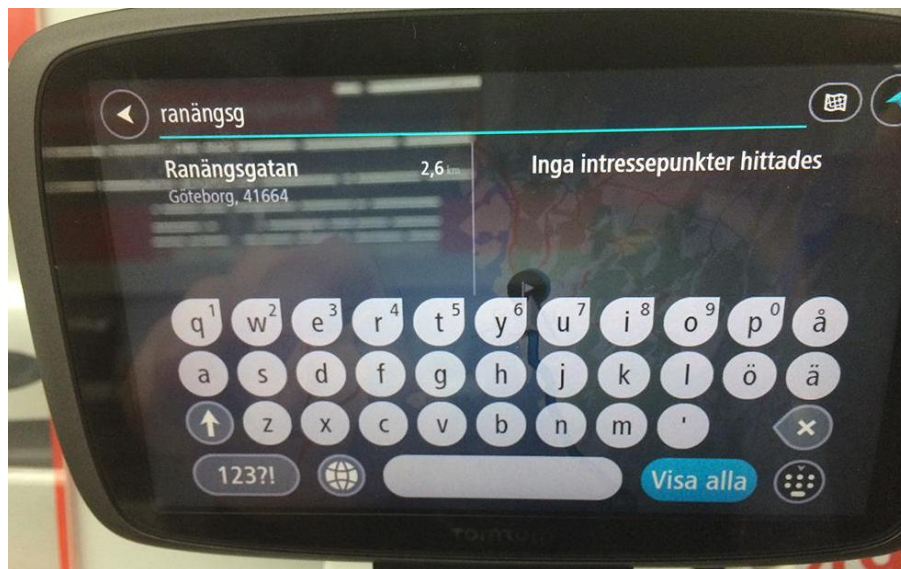 ranängsg
Ranängsgatan 2,6 km
Göteborg, 41664
Inga intressepunkter hittades
q1 w2 e3 r4 t5 y6 u7 i8 o9 p0 å
a s d f g h j k l ö ä
z x c v b n m '
123?! Visa alla
TOMTOM